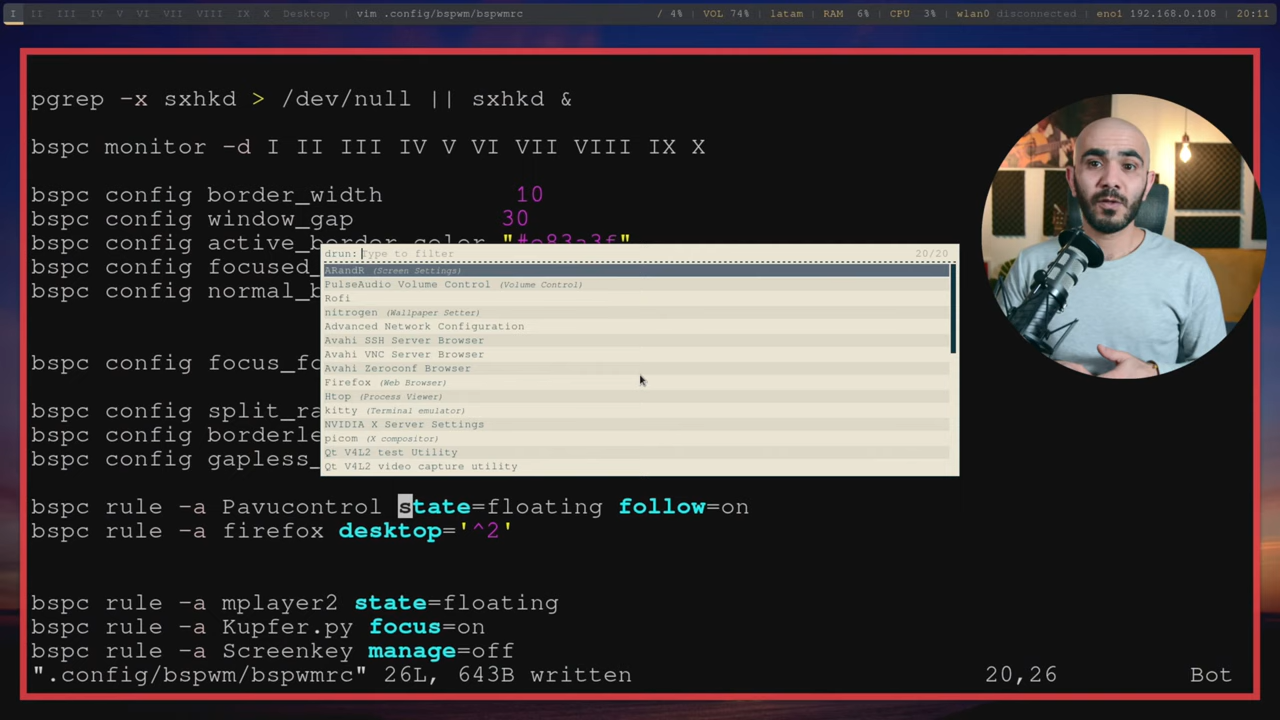 I II III IV V VI VII VIII IX X Desktop vim .config/bspwm/bspwmrc / 4% VOL 74% latam RAM 6% CPU 3% wlan0 disconnected eno1 192.168.0.108 20:11
pgrep -x sxhkd > /dev/null || sxhkd &
bspc monitor -d I II III IV V VI VII VIII IX X
bspc config border_width 10
bspc config window_gap 30
bspc config active_border_color "#e83a3f"
bspc config focused_
bspc config normal_b
bspc config focus_fo
bspc config split_ra
bspc config borderle
bspc config gapless_
drun: Type to filter 20/20
ARandR (Screen Settings)
PulseAudio Volume Control (Volume Control)
Rofi
nitrogen (Wallpaper Setter)
Advanced Network Configuration
Avahi SSH Server Browser
Avahi VNC Server Browser
Avahi Zeroconf Browser
Firefox (Web Browser)
Htop (Process Viewer)
kitty (Terminal emulator)
NVIDIA X Server Settings
picom (X compositor)
Qt V4L2 test Utility
Qt V4L2 video capture utility
bspc rule -a Pavucontrol state=floating follow=on
bspc rule -a firefox desktop='^2'
bspc rule -a mplayer2 state=floating
bspc rule -a Kupfer.py focus=on
bspc rule -a Screenkey manage=off
".config/bspwm/bspwmrc" 26L, 643B written 20,26 Bot